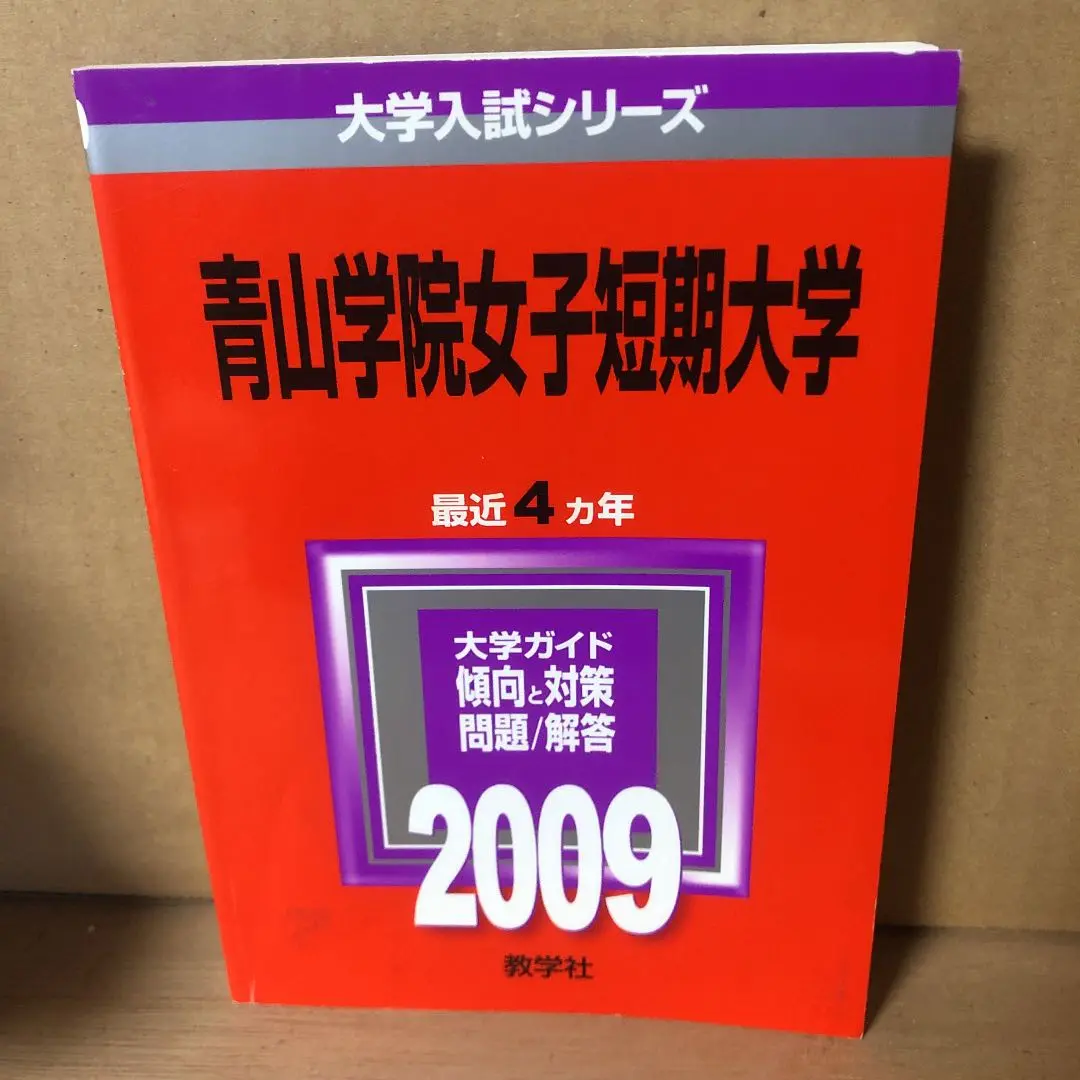 大学入試シリーズ
青山学院女子短期大学
最近4ヵ年
大学ガイド
傾向と対策
問題/解答
2009
教学社